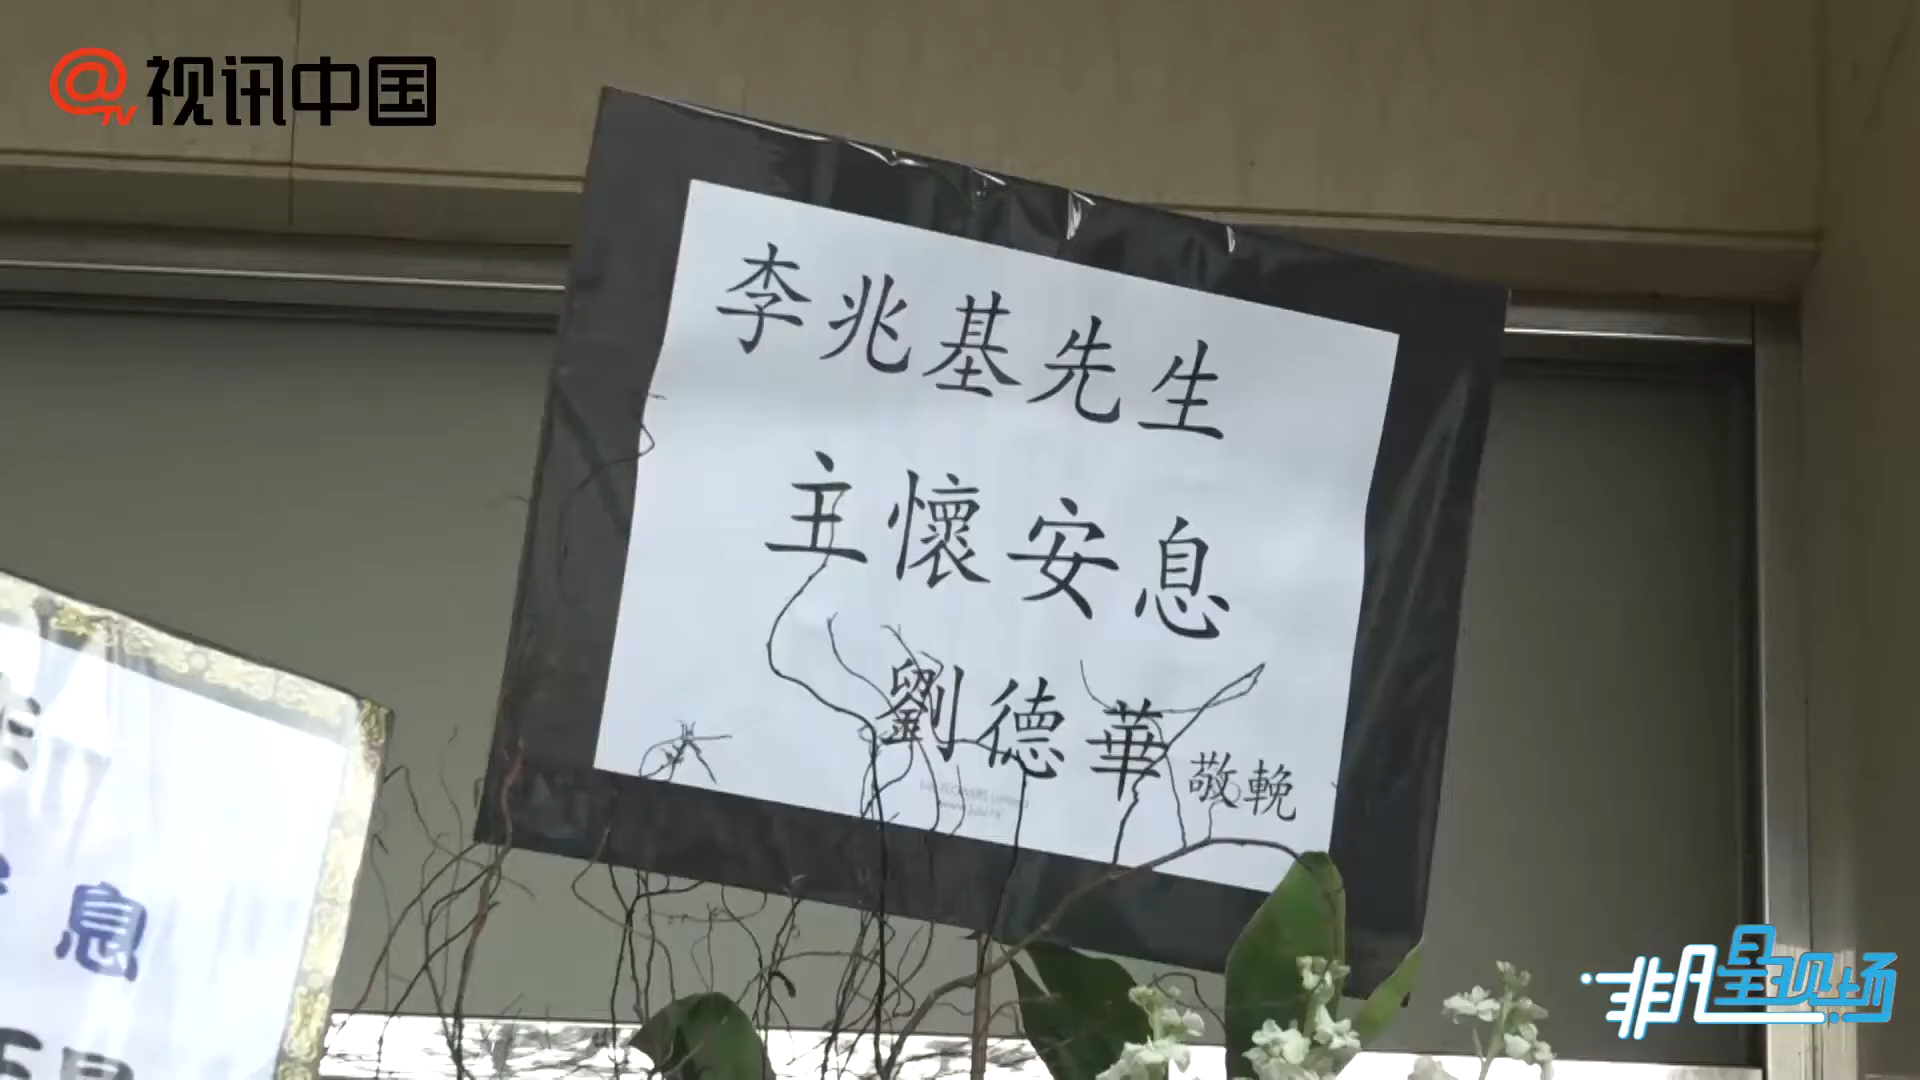 @TV 视讯中国
李兆基先生
主懷安息
劉德華 敬輓
息
非凡星现场